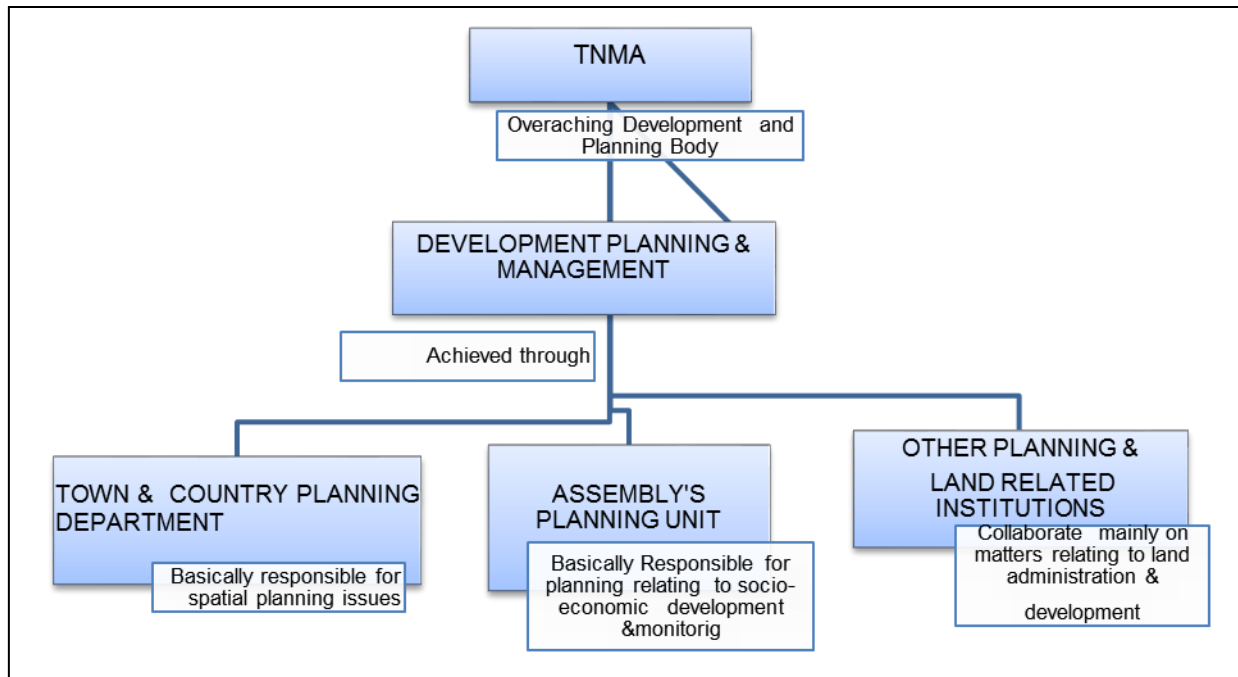 TNMA
Overaching Development and
Planning Body
DEVELOPMENT PLANNING &
MANAGEMENT
Achieved through
TOWN & COUNTRY PLANNING
DEPARTMENT
Basically responsible for
spatial planning issues
ASSEMBLY'S
PLANNING UNIT
Basically Responsible for
planning relating to socio-
economic development
&monitorig
OTHER PLANNING &
LAND RELATED
INSTITUTIONS
Collaborate mainly on
matters relating to land
administration &
development